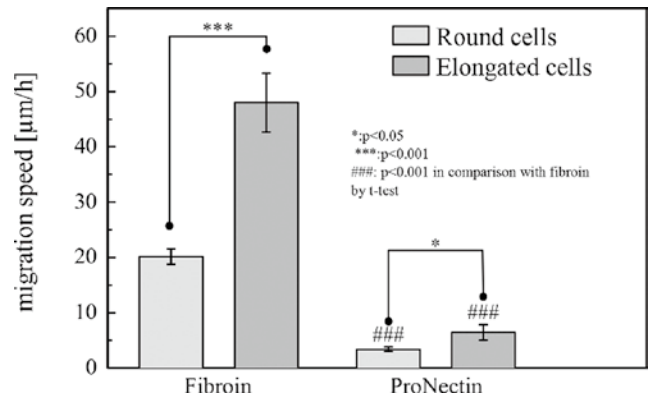 ***
60
50
40
30
20
10
0
migration speed [µm/h]
Round cells
Elongated cells
*:p<0.05
***:p<0.001
###: p<0.001 in comparison with fibroin
by t-test
*
###
###
Fibroin
ProNectin